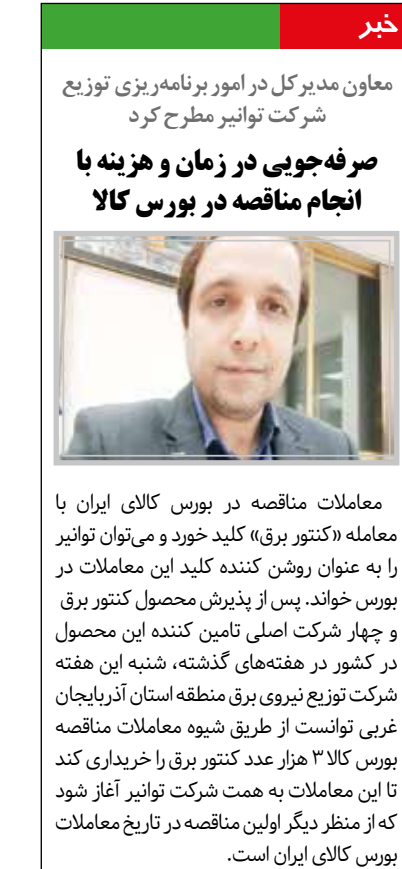 خبر
معاون مدیرکل در امور برنامه‌ریزی توزیع
شرکت توانیر مطرح کرد
صرفه‌جویی در زمان و هزینه با
انجام مناقصه در بورس کالا
معاملات مناقصه در بورس کالای ایران با
معامله «کنتور برق» کلید خورد و می‌توان توانیر
را به عنوان روشن کننده کلید این معاملات در
بورس خواند. پس از پذیرش محصول کنتور برق
و چهار شرکت اصلی تامین کننده این محصول
در کشور در هفته‌های گذشته، شنبه این هفته
شرکت توزیع نیروی برق منطقه استان آذربایجان
غربی توانست از طریق شیوه معاملات مناقصه
بورس کالا ۳ هزار عدد کنتور برق را خریداری کند
تا این معاملات به همت شرکت توانیر آغاز شود
که از منظر دیگر اولین مناقصه در تاریخ معاملات
بورس کالای ایران است.